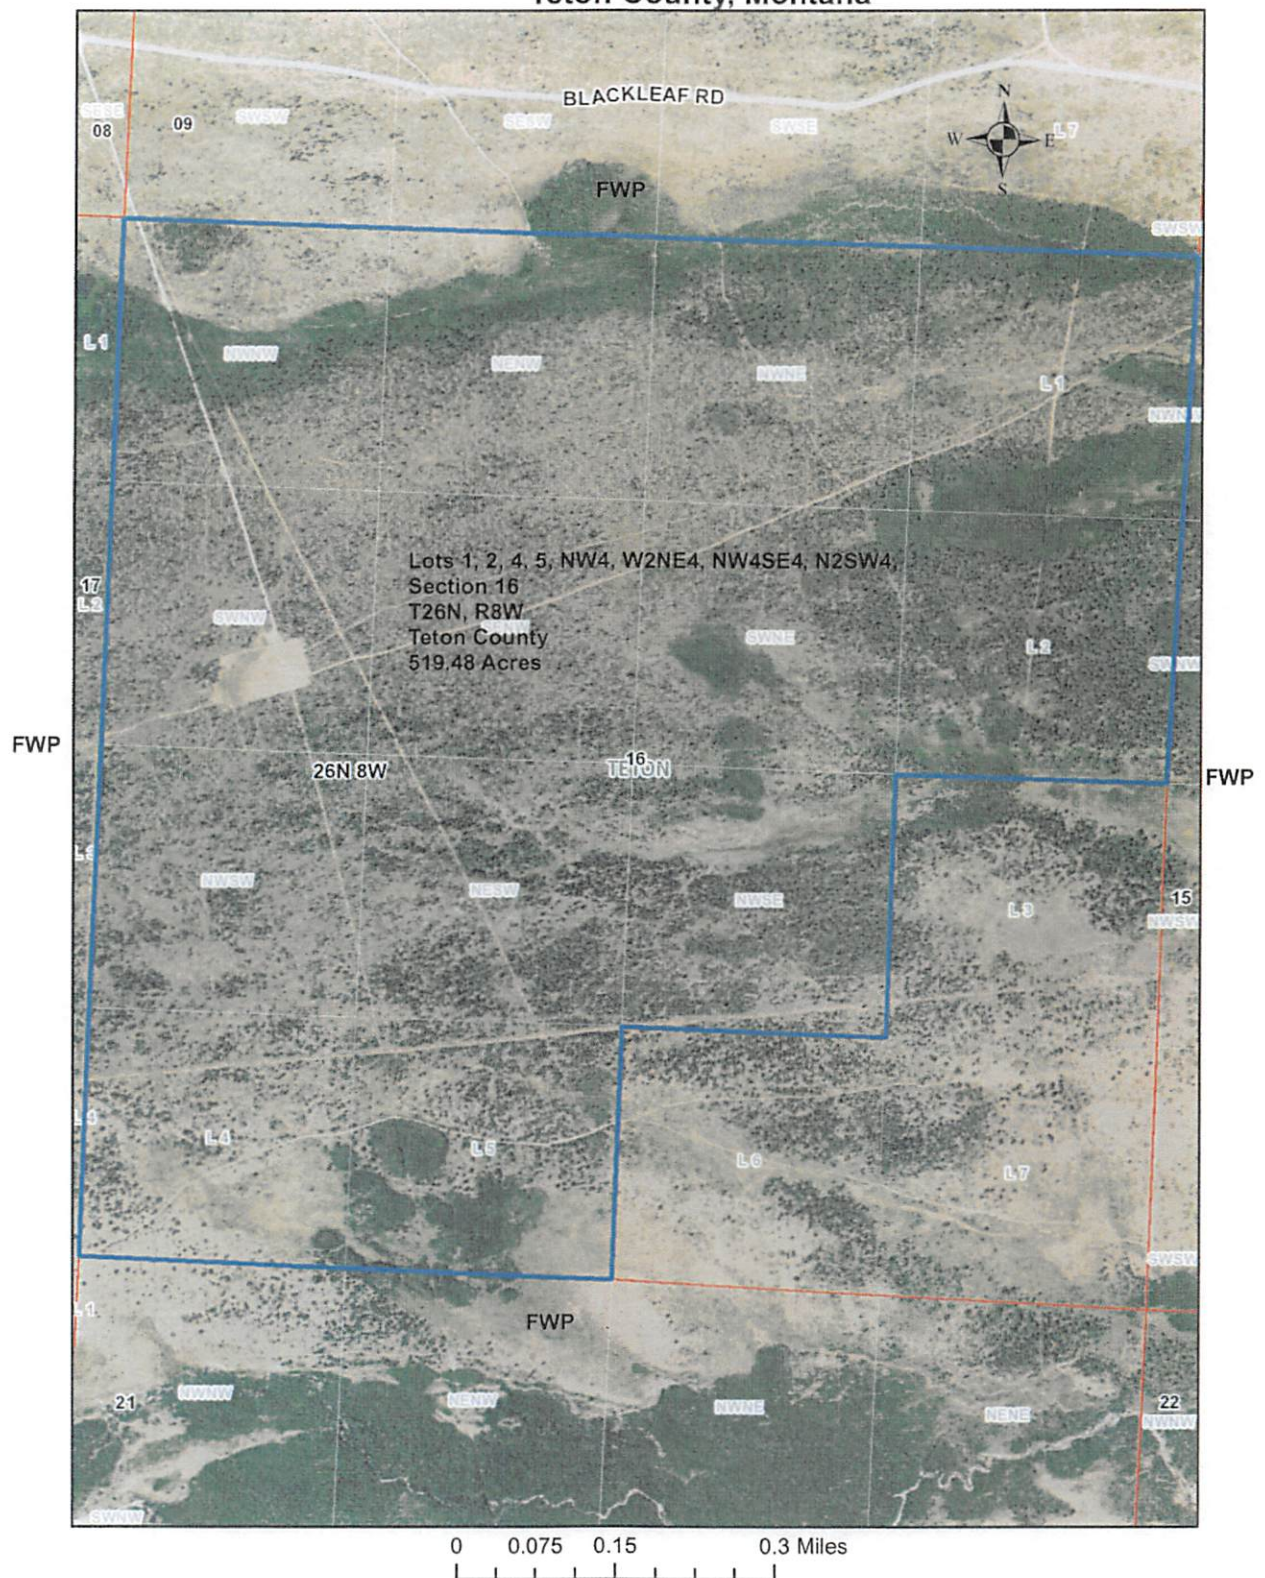 Teton County, Montana
BLACKLEAF RD
N
W
E
S
SESE
08
09
SWSW
SESW
SWSE
L 7
FWP
SWSW
L 1
NWNW
NENW
NWNE
L 1
NWNW
Lots 1, 2, 4, 5, NW4, W2NE4, NW4SE4, N2SW4,
Section 16
T26N, R8W
Teton County
519.48 Acres
17
L 2
SWNW
SWNE
L 2
SWNW
FWP
26N 8W
16
TETON
FWP
NWSW
NESW
NWSE
L 3
15
NWSW
L 4
L 4
L 5
L 6
L 7
SWSW
L 1
FWP
21
NWNW
NENW
NWNE
NENE
22
NWNW
SWNW
0 0.075 0.15 0.3 Miles